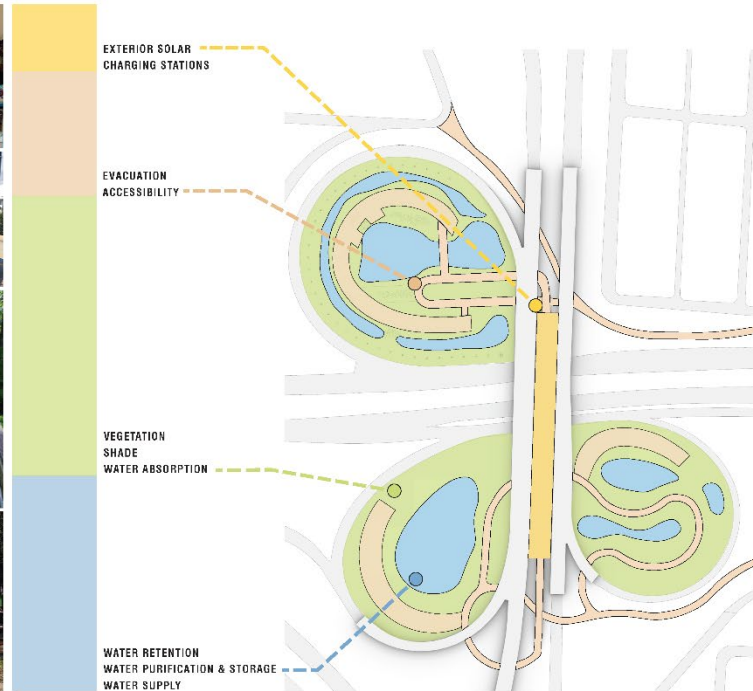 EXTERIOR SOLAR
CHARGING STATIONS
EVACUATION
ACCESSIBILITY
VEGETATION
SHADE
WATER ABSORPTION
WATER RETENTION
WATER PURIFICATION & STORAGE
WATER SUPPLY